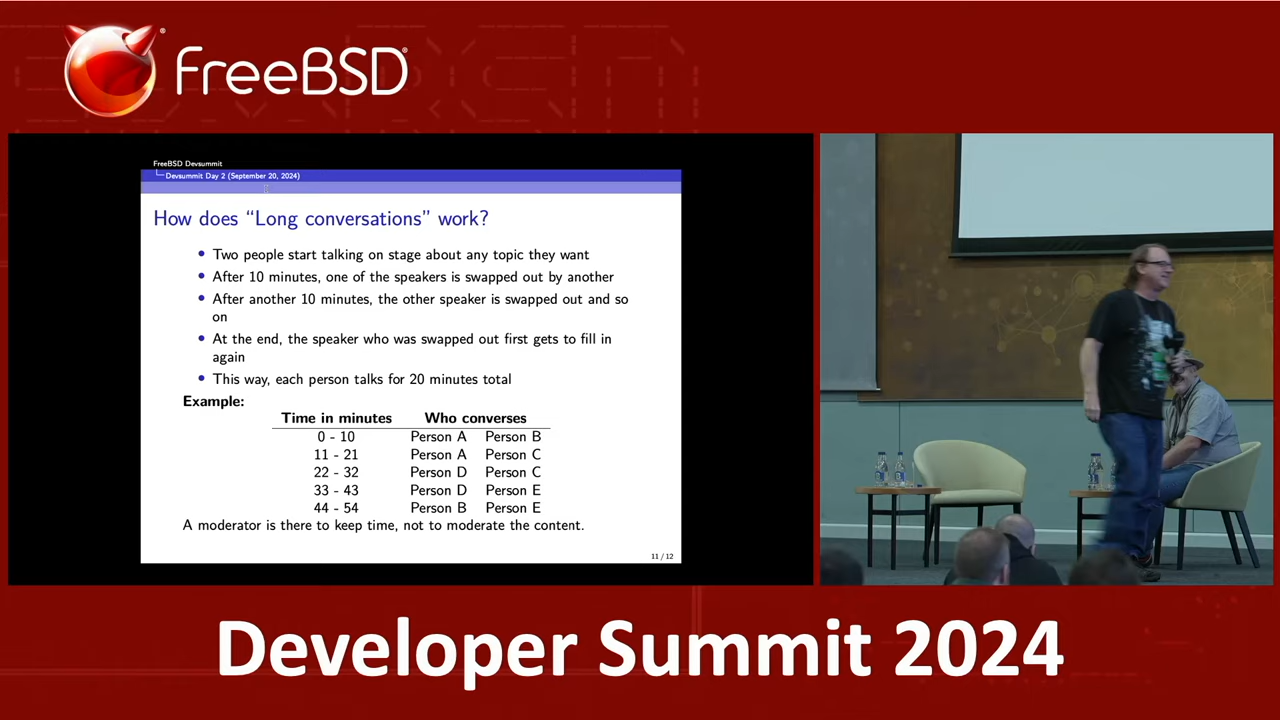 FreeBSD®
FreeBSD Devsummit
Devsummit Day 2 (September 20, 2024)
How does “Long conversations” work?
• Two people start talking on stage about any topic they want
• After 10 minutes, one of the speakers is swapped out by another
• After another 10 minutes, the other speaker is swapped out and so
on
• At the end, the speaker who was swapped out first gets to fill in
again
• This way, each person talks for 20 minutes total
Example:
Time in minutes Who converses
0 - 10 Person A Person B
11 - 21 Person A Person C
22 - 32 Person D Person C
33 - 43 Person D Person E
44 - 54 Person B Person E
A moderator is there to keep time, not to moderate the content.
11 / 12
Developer Summit 2024